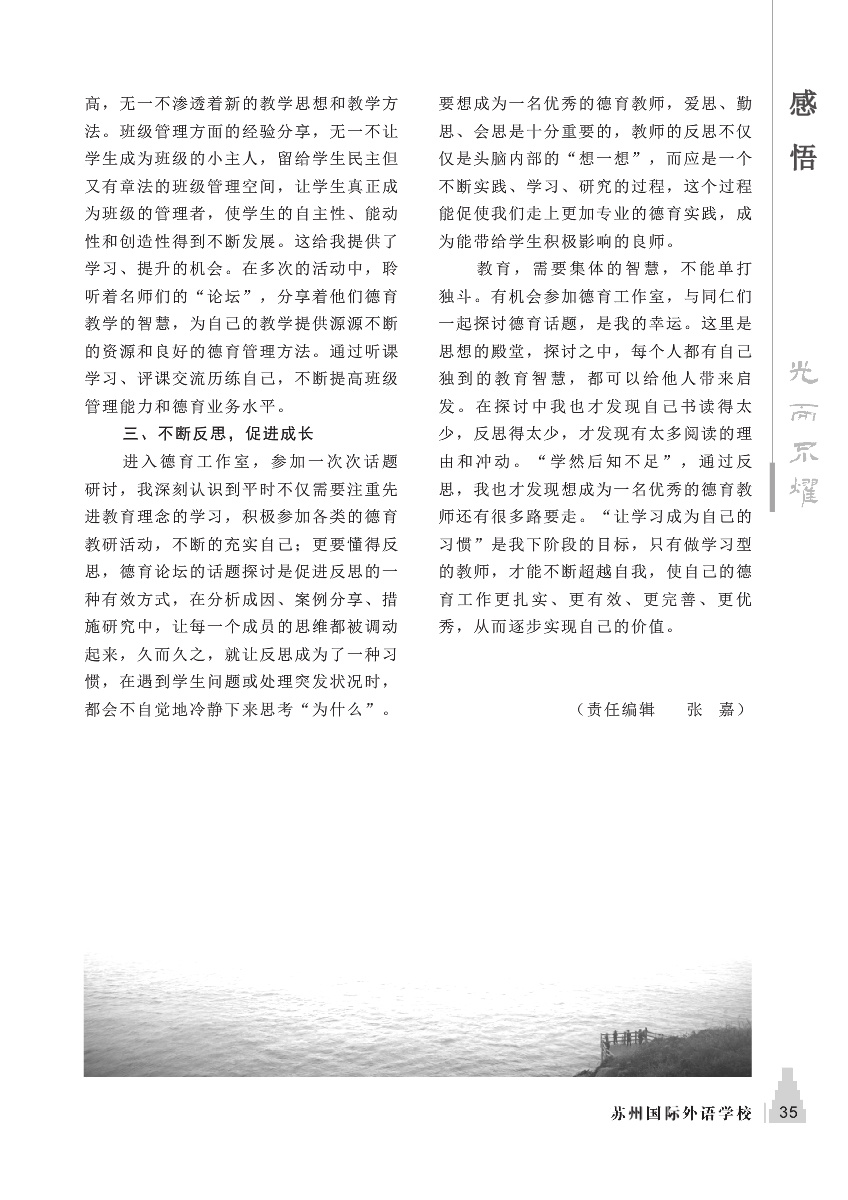 高，无一不渗透着新的教学思想和教学方
法。班级管理方面的经验分享，无一不让
学生成为班级的小主人，留给学生民主但
又有章法的班级管理空间，让学生真正成
为班级的管理者，使学生的自主性、能动
性和创造性得到不断发展。这给我提供了
学习、提升的机会。在多次的活动中，聆
听着名师们的“论坛”，分享着他们德育
教学的智慧，为自己的教学提供源源不断
的资源和良好的德育管理方法。通过听课
学习、评课交流历练自己，不断提高班级
管理能力和德育业务水平。
三、不断反思，促进成长
进入德育工作室，参加一次次话题
研讨，我深刻认识到平时不仅需要注重先
进教育理念的学习，积极参加各类的德育
教研活动，不断的充实自己；更要懂得反
思，德育论坛的话题探讨是促进反思的一
种有效方式，在分析成因、案例分享、措
施研究中，让每一个成员的思维都被调动
起来，久而久之，就让反思成为了一种习
惯，在遇到学生问题或处理突发状况时，
都会不自觉地冷静下来思考“为什么”。
要想成为一名优秀的德育教师，爱思、勤
思、会思是十分重要的，教师的反思不仅
仅是头脑内部的“想一想”，而应是一个
不断实践、学习、研究的过程，这个过程
能促使我们走上更加专业的德育实践，成
为能带给学生积极影响的良师。
教育，需要集体的智慧，不能单打
独斗。有机会参加德育工作室，与同仁们
一起探讨德育话题，是我的幸运。这里是
思想的殿堂，探讨之中，每个人都有自己
独到的教育智慧，都可以给他人带来启
发。在探讨中我也才发现自己书读得太
少，反思得太少，才发现有太多阅读的理
由和冲动。“学然后知不足”，通过反
思，我也才发现想成为一名优秀的德育教
师还有很多路要走。“让学习成为自己的
习惯”是我下阶段的目标，只有做学习型
的教师，才能不断超越自我，使自己的德
育工作更扎实、更有效、更完善、更优
秀，从而逐步实现自己的价值。
（责任编辑　　张　嘉）
感悟
光而不耀
苏州国际外语学校
35